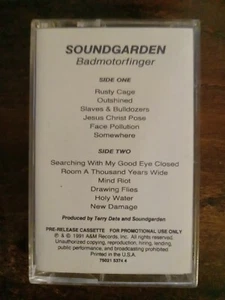 SOUNDGARDEN
Badmotorfinger
SIDE ONE
Rusty Cage
Outshined
Slaves & Bulldozers
Jesus Christ Pose
Face Pollution
Somewhere
SIDE TWO
Searching With My Good Eye Closed
Room A Thousand Years Wide
Mind Riot
Drawing Flies
Holy Water
New Damage
Produced by Terry Date and Soundgarden
PRE-RELEASE CASSETTE FOR PROMOTIONAL USE ONLY
℗ & © 1991 A&M Records, Inc. All rights reserved.
Unauthorized copying, reproduction, hiring, lending,
public performance, and broadcasting prohibited
Printed in the U.S.A.
75021 5374 4